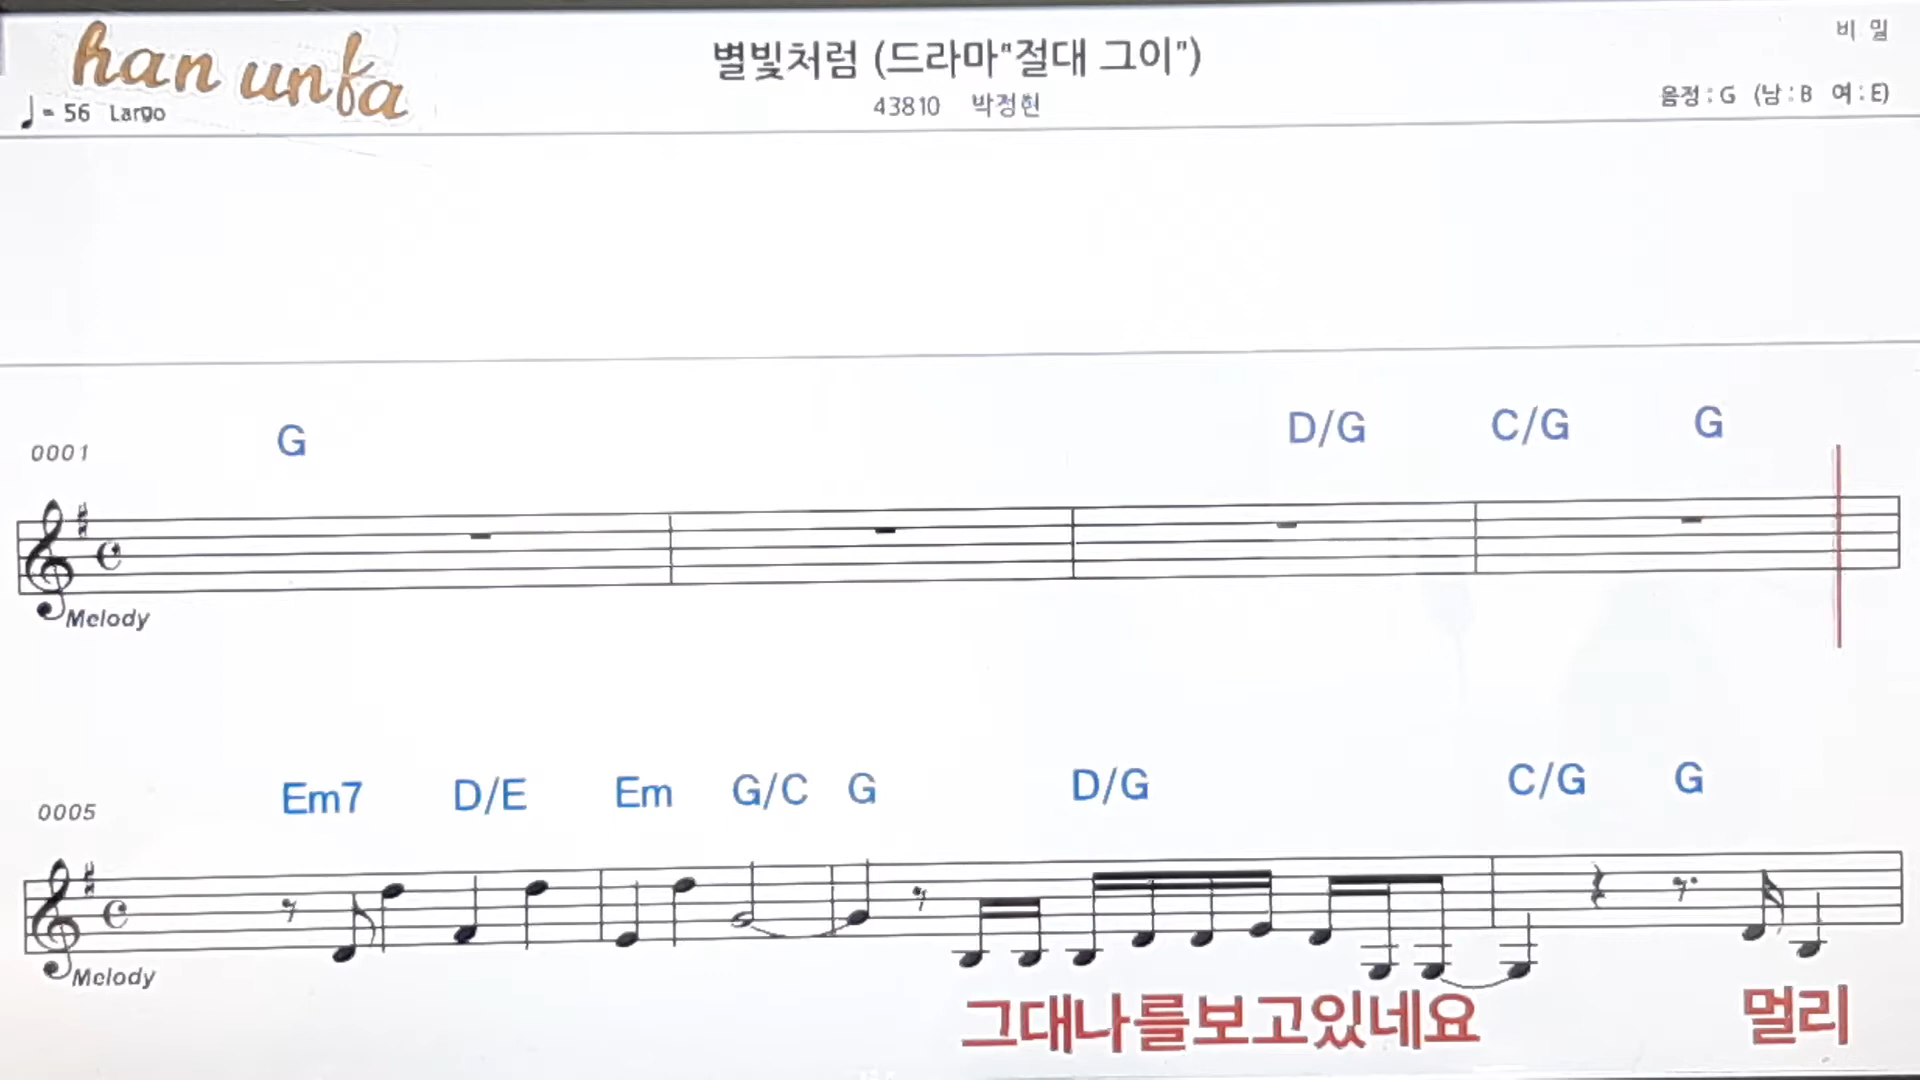 han unfa
별빛처럼 (드라마"절대 그이")
비 밀
♩= 56 Largo
43810 박정현
음정 : G (남 : B 여 : E)
0001 G D/G C/G G
Melody
0005 Em7 D/E Em G/C G D/G C/G G
Melody
그대나를보고있네요 멀리